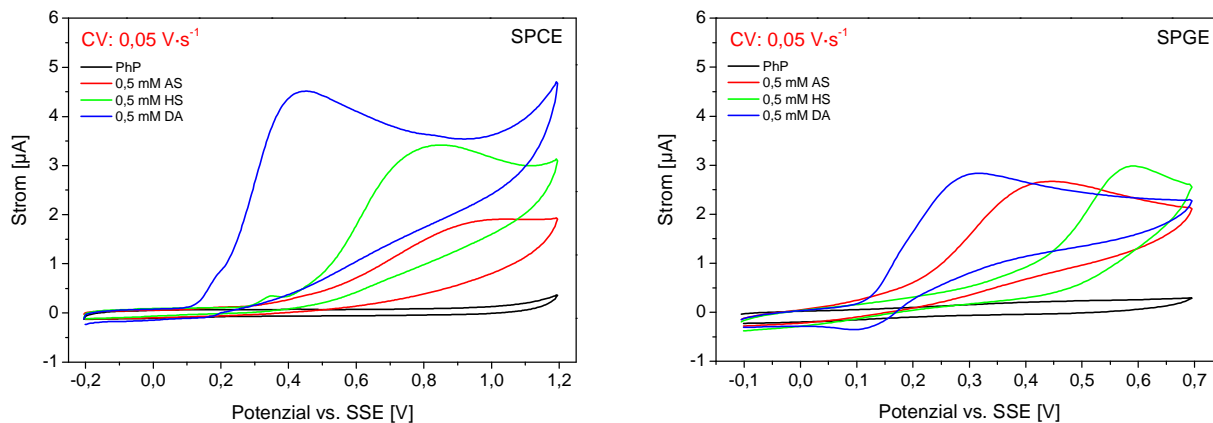 CV: 0,05 V·s⁻¹
SPCE
PhP
0,5 mM AS
0,5 mM HS
0,5 mM DA
Strom [µA]
6
5
4
3
2
1
0
-1
-0,2 0,0 0,2 0,4 0,6 0,8 1,0 1,2
Potenzial vs. SSE [V]
CV: 0,05 V·s⁻¹
SPGE
PhP
0,5 mM AS
0,5 mM HS
0,5 mM DA
Strom [µA]
6
5
4
3
2
1
0
-1
-0,1 0,0 0,1 0,2 0,3 0,4 0,5 0,6 0,7
Potenzial vs. SSE [V]